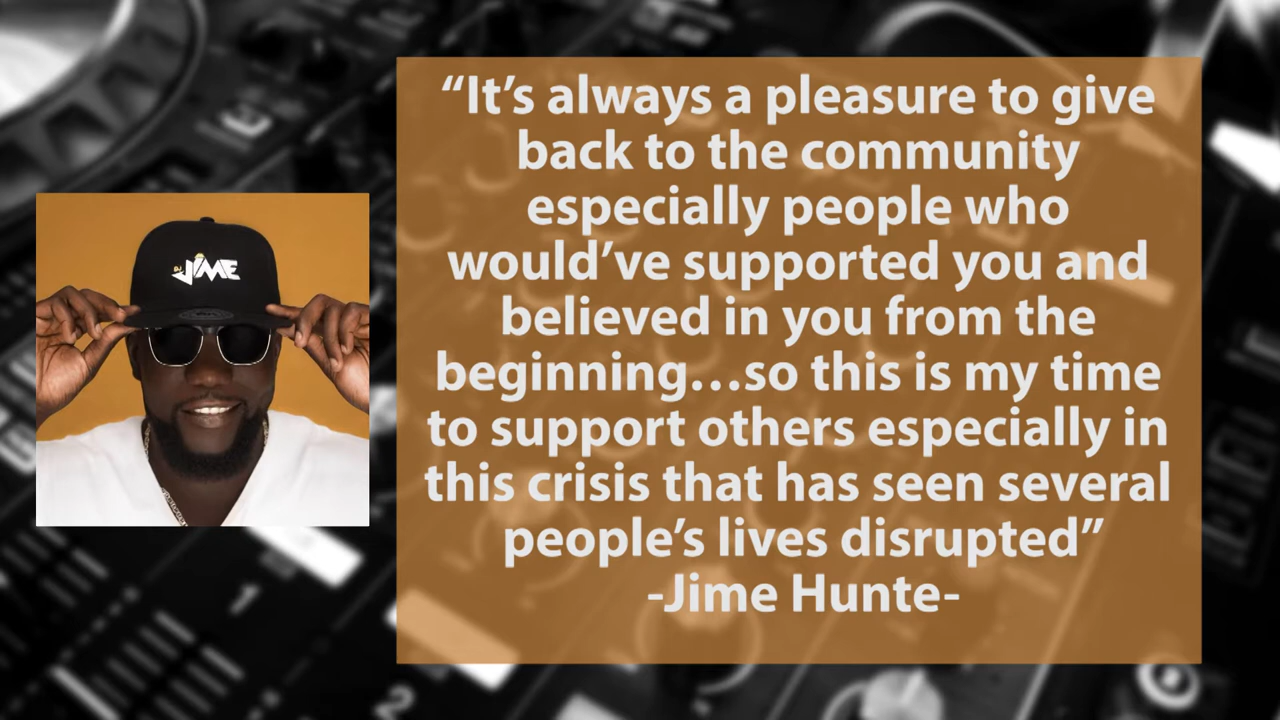 DJ
JIME
“It’s always a pleasure to give
back to the community
especially people who
would’ve supported you and
believed in you from the
beginning...so this is my time
to support others especially in
this crisis that has seen several
people’s lives disrupted”
-Jime Hunte-
1
2